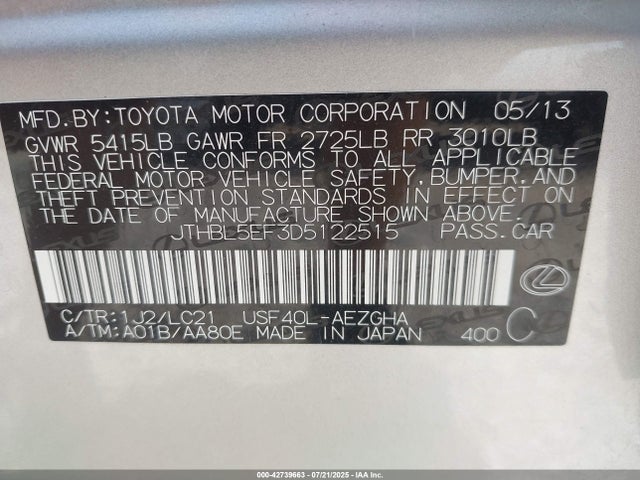 MFD.BY:TOYOTA MOTOR CORPORATION 05/13
GVWR 5415LB GAWR FR 2725LB RR 3010LB
THIS VEHICLE CONFORMS TO ALL APPLICABLE
FEDERAL MOTOR VEHICLE SAFETY,BUMPER,AND
THEFT PREVENTION STANDARDS IN EFFECT ON
THE DATE OF MANUFACTURE SHOWN ABOVE.
JTHBL5EF3D5122515 PASS.CAR
C/TR:1J2/LC21 USF40L-AEZGHA
A/TM:A01B/AA80E MADE IN JAPAN 400 C
000-42739663 - 07/21/2025 - IAAI, Inc.